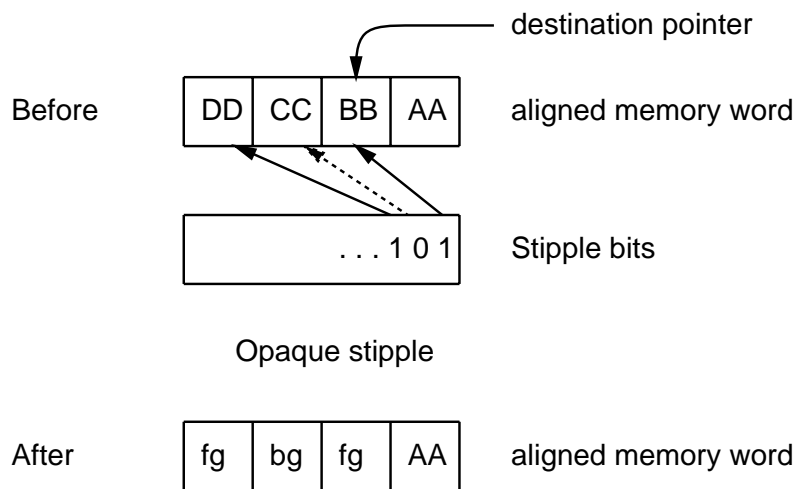 destination pointer
Before DD CC BB AA aligned memory word
. . . 1 0 1 Stipple bits
Opaque stipple
After fg bg fg AA aligned memory word